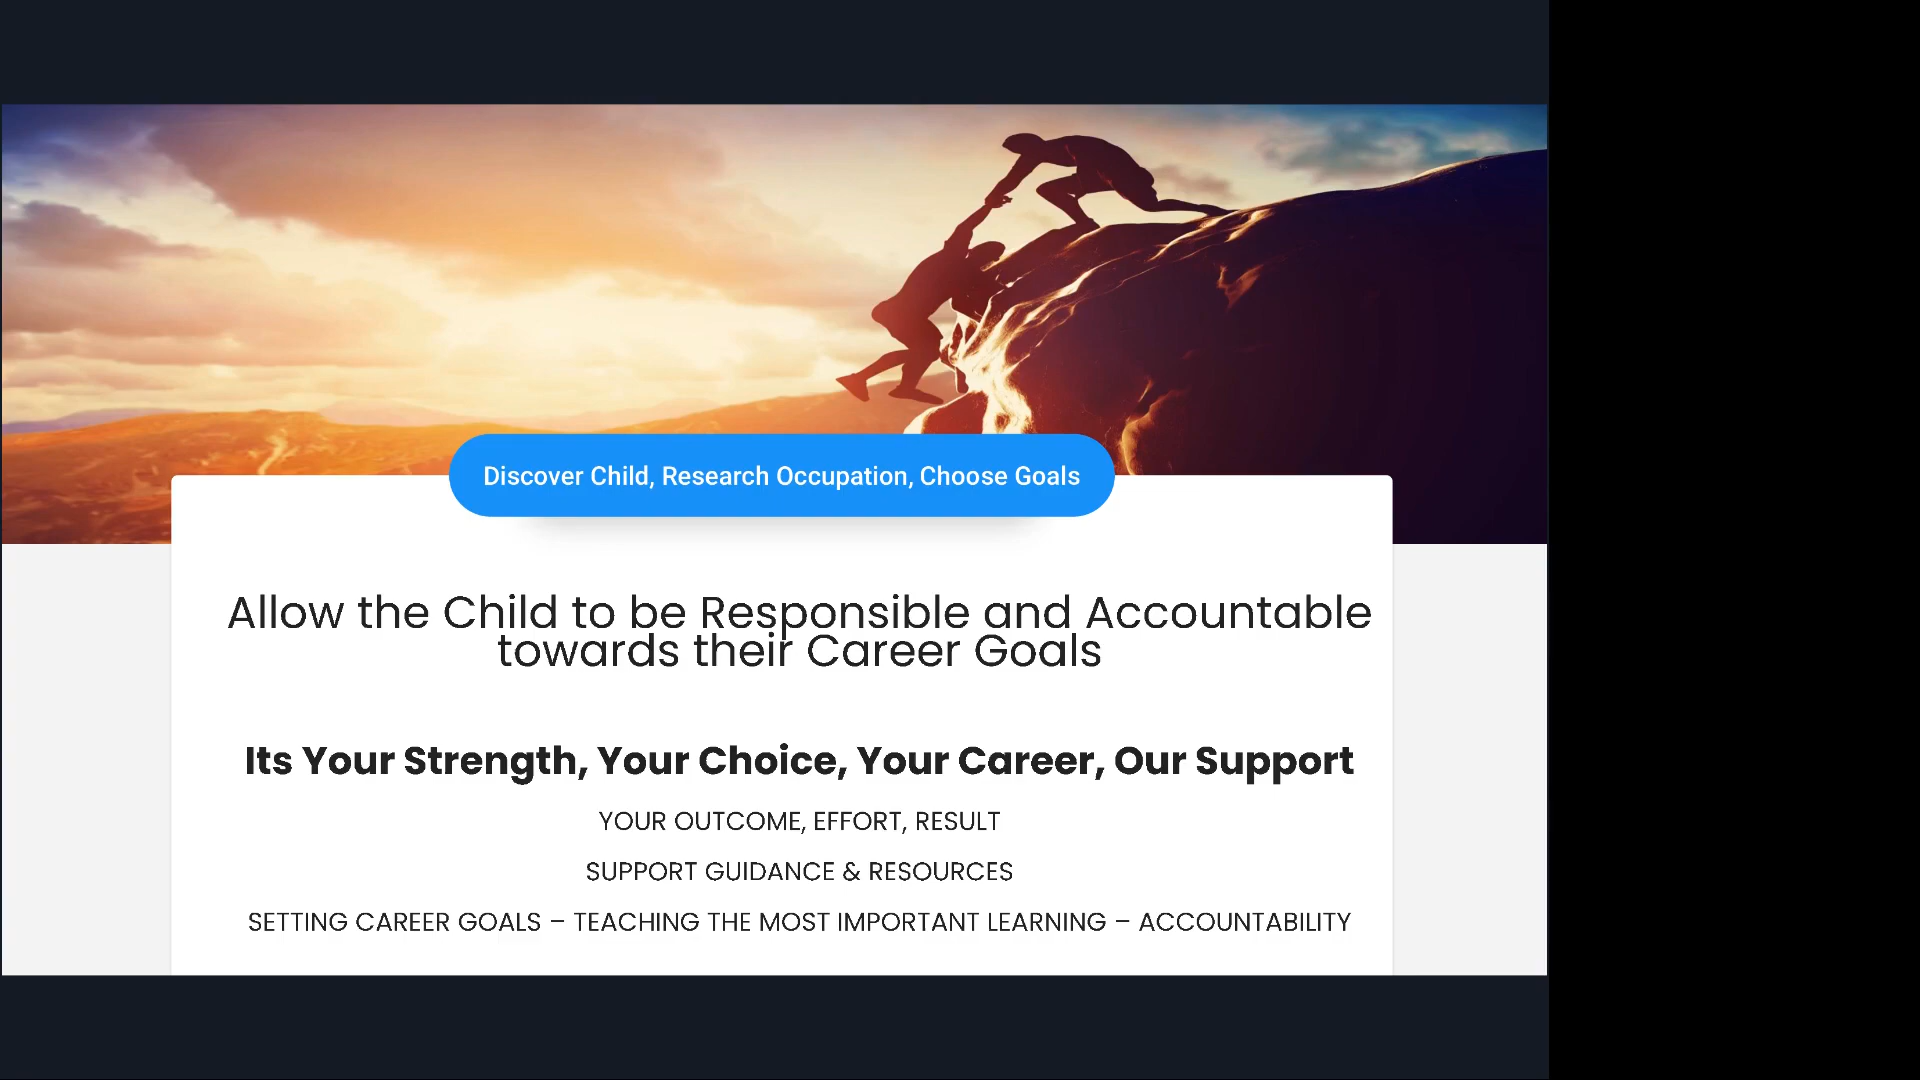 Discover Child, Research Occupation, Choose Goals
Allow the Child to be Responsible and Accountable
towards their Career Goals
Its Your Strength, Your Choice, Your Career, Our Support
YOUR OUTCOME, EFFORT, RESULT
SUPPORT GUIDANCE & RESOURCES
SETTING CAREER GOALS – TEACHING THE MOST IMPORTANT LEARNING – ACCOUNTABILITY